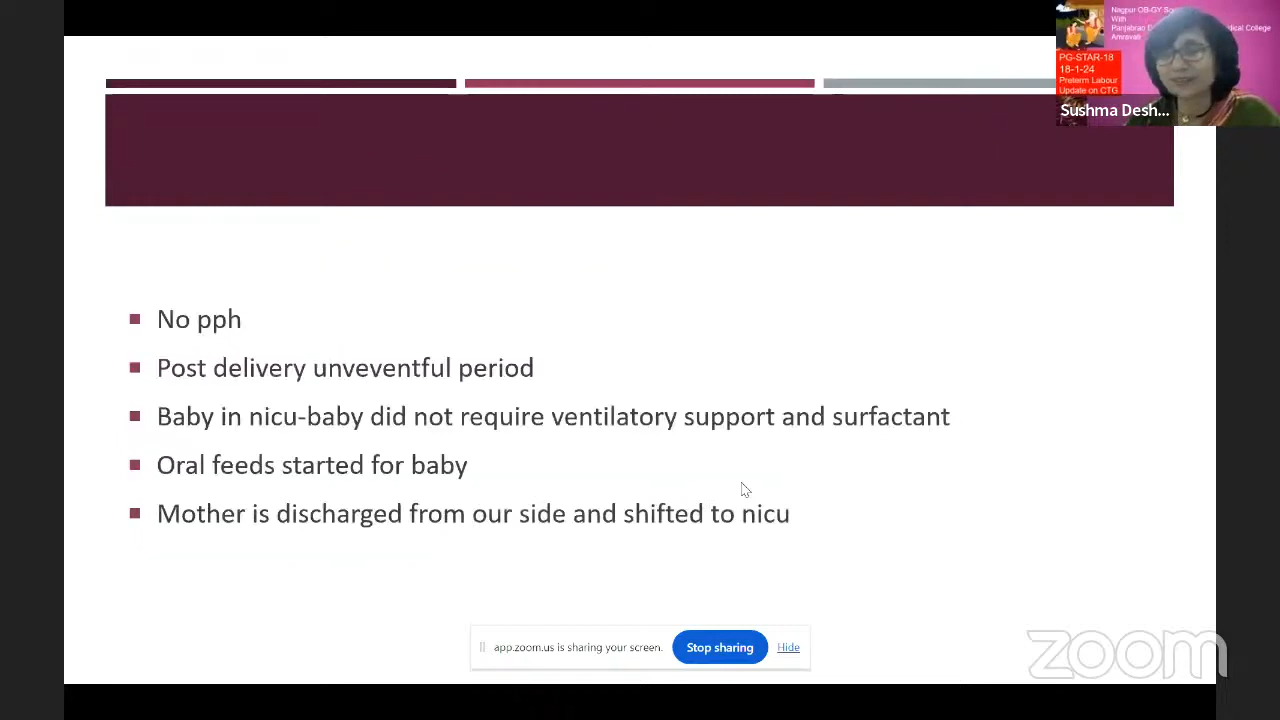 Nagpur OB-GY
With
Panjabrao
dical College
Amravati
PG-STAR-18
18-1-24
Preterm Labour
Update on CTG
Sushma Desh...
No pph
Post delivery unveventful period
Baby in nicu-baby did not require ventilatory support and surfactant
Oral feeds started for baby
Mother is discharged from our side and shifted to nicu
app.zoom.us is sharing your screen.
Stop sharing
Hide
zoom